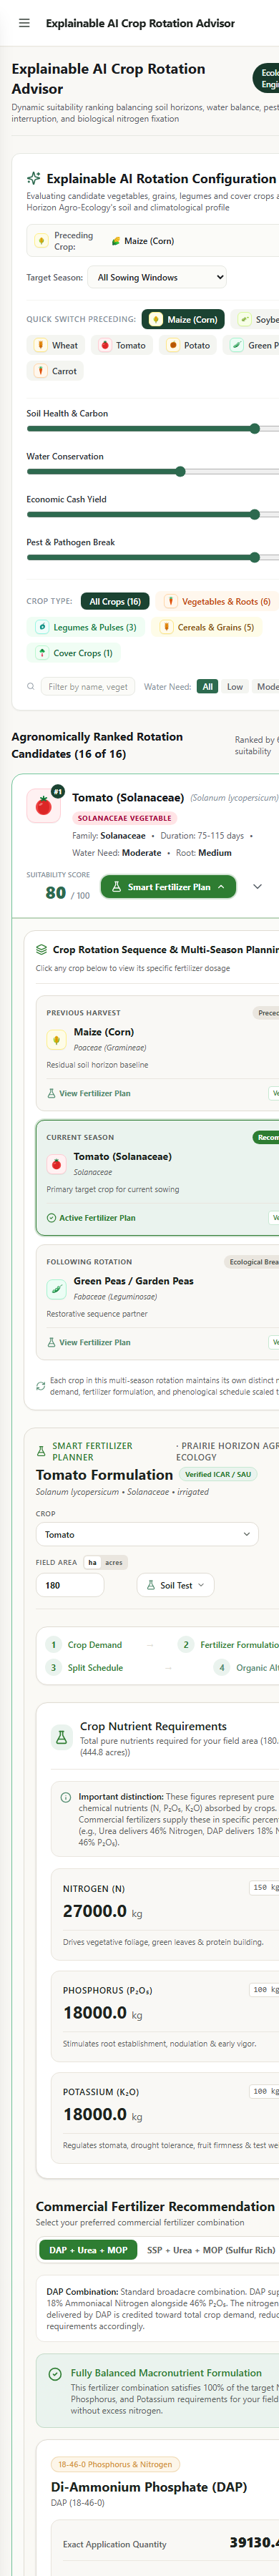 Explainable AI Crop Rotation Advisor
Explainable AI Crop Rotation
Advisor
Dynamic suitability ranking balancing soil horizons, water balance, pest
interruption, and biological nitrogen fixation
Explainable AI Rotation Configuration
Evaluating candidate vegetables, grains, legumes and cover crops a
Horizon Agro-Ecology's soil and climatological profile
Preceding
Crop:
Maize (Corn)
Target Season:
All Sowing Windows
QUICK SWITCH PRECEDING:
Maize (Corn)
Soybe
Wheat
Tomato
Potato
Green P
Carrot
Soil Health & Carbon
Water Conservation
Economic Cash Yield
Pest & Pathogen Break
CROP TYPE:
All Crops (16)
Vegetables & Roots (6)
Legumes & Pulses (3)
Cereals & Grains (5)
Cover Crops (1)
Filter by name, veget
Water Need:
All
Low
Mode
Agronomically Ranked Rotation
Candidates (16 of 16)
Ranked by
suitability
#1
Tomato (Solanaceae)
(Solanum lycopersicum)
SOLANACEAE VEGETABLE
Family: Solanaceae • Duration: 75-115 days •
Water Need: Moderate • Root: Medium
SUITABILITY SCORE
80 / 100
Smart Fertilizer Plan
Crop Rotation Sequence & Multi-Season Plannin
Click any crop below to view its specific fertilizer dosage
PREVIOUS HARVEST
Preced
Maize (Corn)
Poaceae (Gramineae)
Residual soil horizon baseline
View Fertilizer Plan
Ve
CURRENT SEASON
Recom
Tomato (Solanaceae)
Solanaceae
Primary target crop for current sowing
Active Fertilizer Plan
Ve
FOLLOWING ROTATION
Ecological Brea
Green Peas / Garden Peas
Fabaceae (Leguminosae)
Restorative sequence partner
View Fertilizer Plan
Ve
Each crop in this multi-season rotation maintains its own distinct n
demand, fertilizer formulation, and phenological schedule scaled t
SMART FERTILIZER
PLANNER
· PRAIRIE HORIZON AGR
ECOLOGY
Tomato Formulation
Verified ICAR / SAU
Solanum lycopersicum • Solanaceae • irrigated
CROP
Tomato
FIELD AREA
ha
acres
180
Soil Test
1 Crop Demand → 2 Fertilizer Formulatio
3 Split Schedule → 4 Organic Alt
Crop Nutrient Requirements
Total pure nutrients required for your field area (180.
(444.8 acres))
Important distinction: These figures represent pure
chemical nutrients (N, P₂O₅, K₂O) absorbed by crops.
Commercial fertilizers supply these in specific percen
(e.g., Urea delivers 46% Nitrogen, DAP delivers 18% N
46% P₂O₅).
NITROGEN (N)
150 kg
27000.0 kg
Drives vegetative foliage, green leaves & protein building.
PHOSPHORUS (P₂O₅)
100 kg
18000.0 kg
Stimulates root establishment, nodulation & early vigor.
POTASSIUM (K₂O)
100 kg
18000.0 kg
Regulates stomata, drought tolerance, fruit firmness & test we
Commercial Fertilizer Recommendation
Select your preferred commercial fertilizer combination
DAP + Urea + MOP
SSP + Urea + MOP (Sulfur Rich)
DAP Combination: Standard broadacre combination. DAP sup
18% Ammoniacal Nitrogen alongside 46% P₂O₅. The nitrogen
delivered by DAP is credited toward total crop demand, reduc
requirements accordingly.
Fully Balanced Macronutrient Formulation
This fertilizer combination satisfies 100% of the target N
Phosphorus, and Potassium requirements for your field
without excess nitrogen.
18-46-0 Phosphorus & Nitrogen
Di-Ammonium Phosphate (DAP)
DAP (18-46-0)
Exact Application Quantity
39130.4